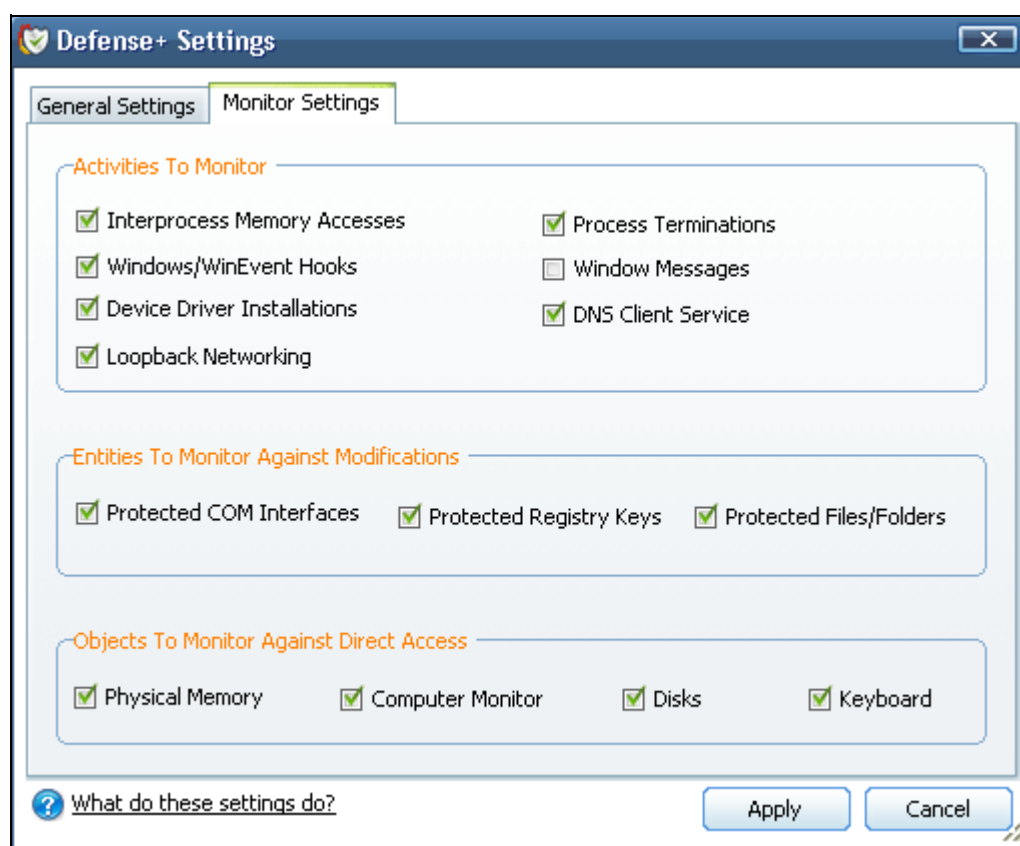 Defense+ Settings
General Settings
Monitor Settings
Activities To Monitor
Interprocess Memory Accesses
Process Terminations
Windows/WinEvent Hooks
Window Messages
Device Driver Installations
DNS Client Service
Loopback Networking
Entities To Monitor Against Modifications
Protected COM Interfaces
Protected Registry Keys
Protected Files/Folders
Objects To Monitor Against Direct Access
Physical Memory
Computer Monitor
Disks
Keyboard
What do these settings do?
Apply
Cancel